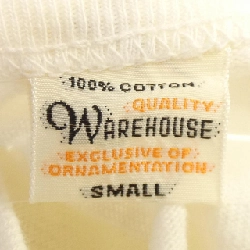 100% COTTON
QUALITY
WAREHOUSE
EXCLUSIVE OF
ORNAMENTATION
SMALL